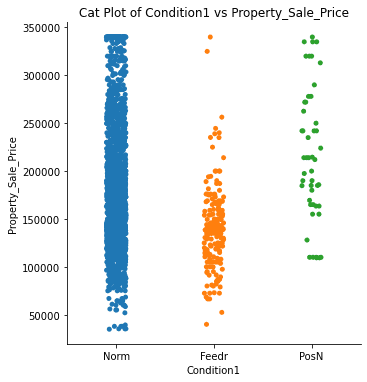 Cat Plot of Condition1 vs Property_Sale_Price
350000
300000
250000
200000
150000
100000
50000
Property_Sale_Price
Norm Feedr PosN
Condition1